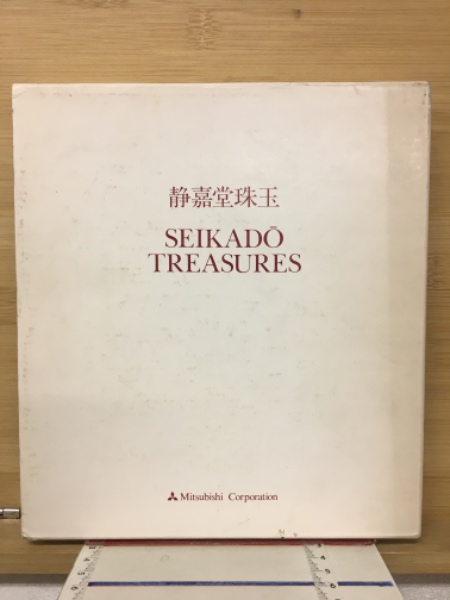 静嘉堂珠玉
SEIKADŌ
TREASURES
Mitsubishi Corporation